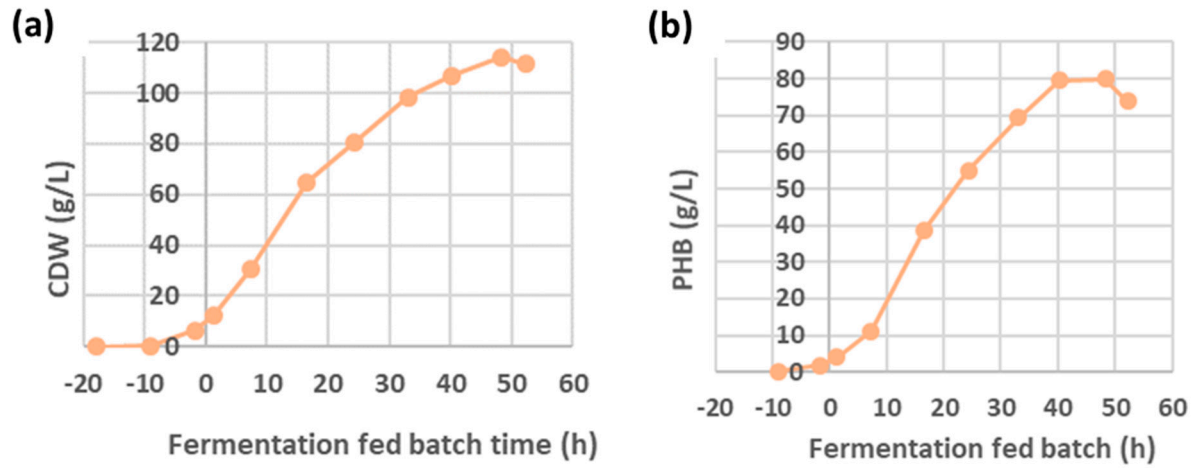 (a)
120
100
80
60
40
20
0
CDW (g/L)
-20 -10 0 10 20 30 40 50 60
Fermentation fed batch time (h)
(b)
90
80
70
60
50
40
30
20
10
0
PHB (g/L)
-20 -10 0 10 20 30 40 50 60
Fermentation fed batch (h)